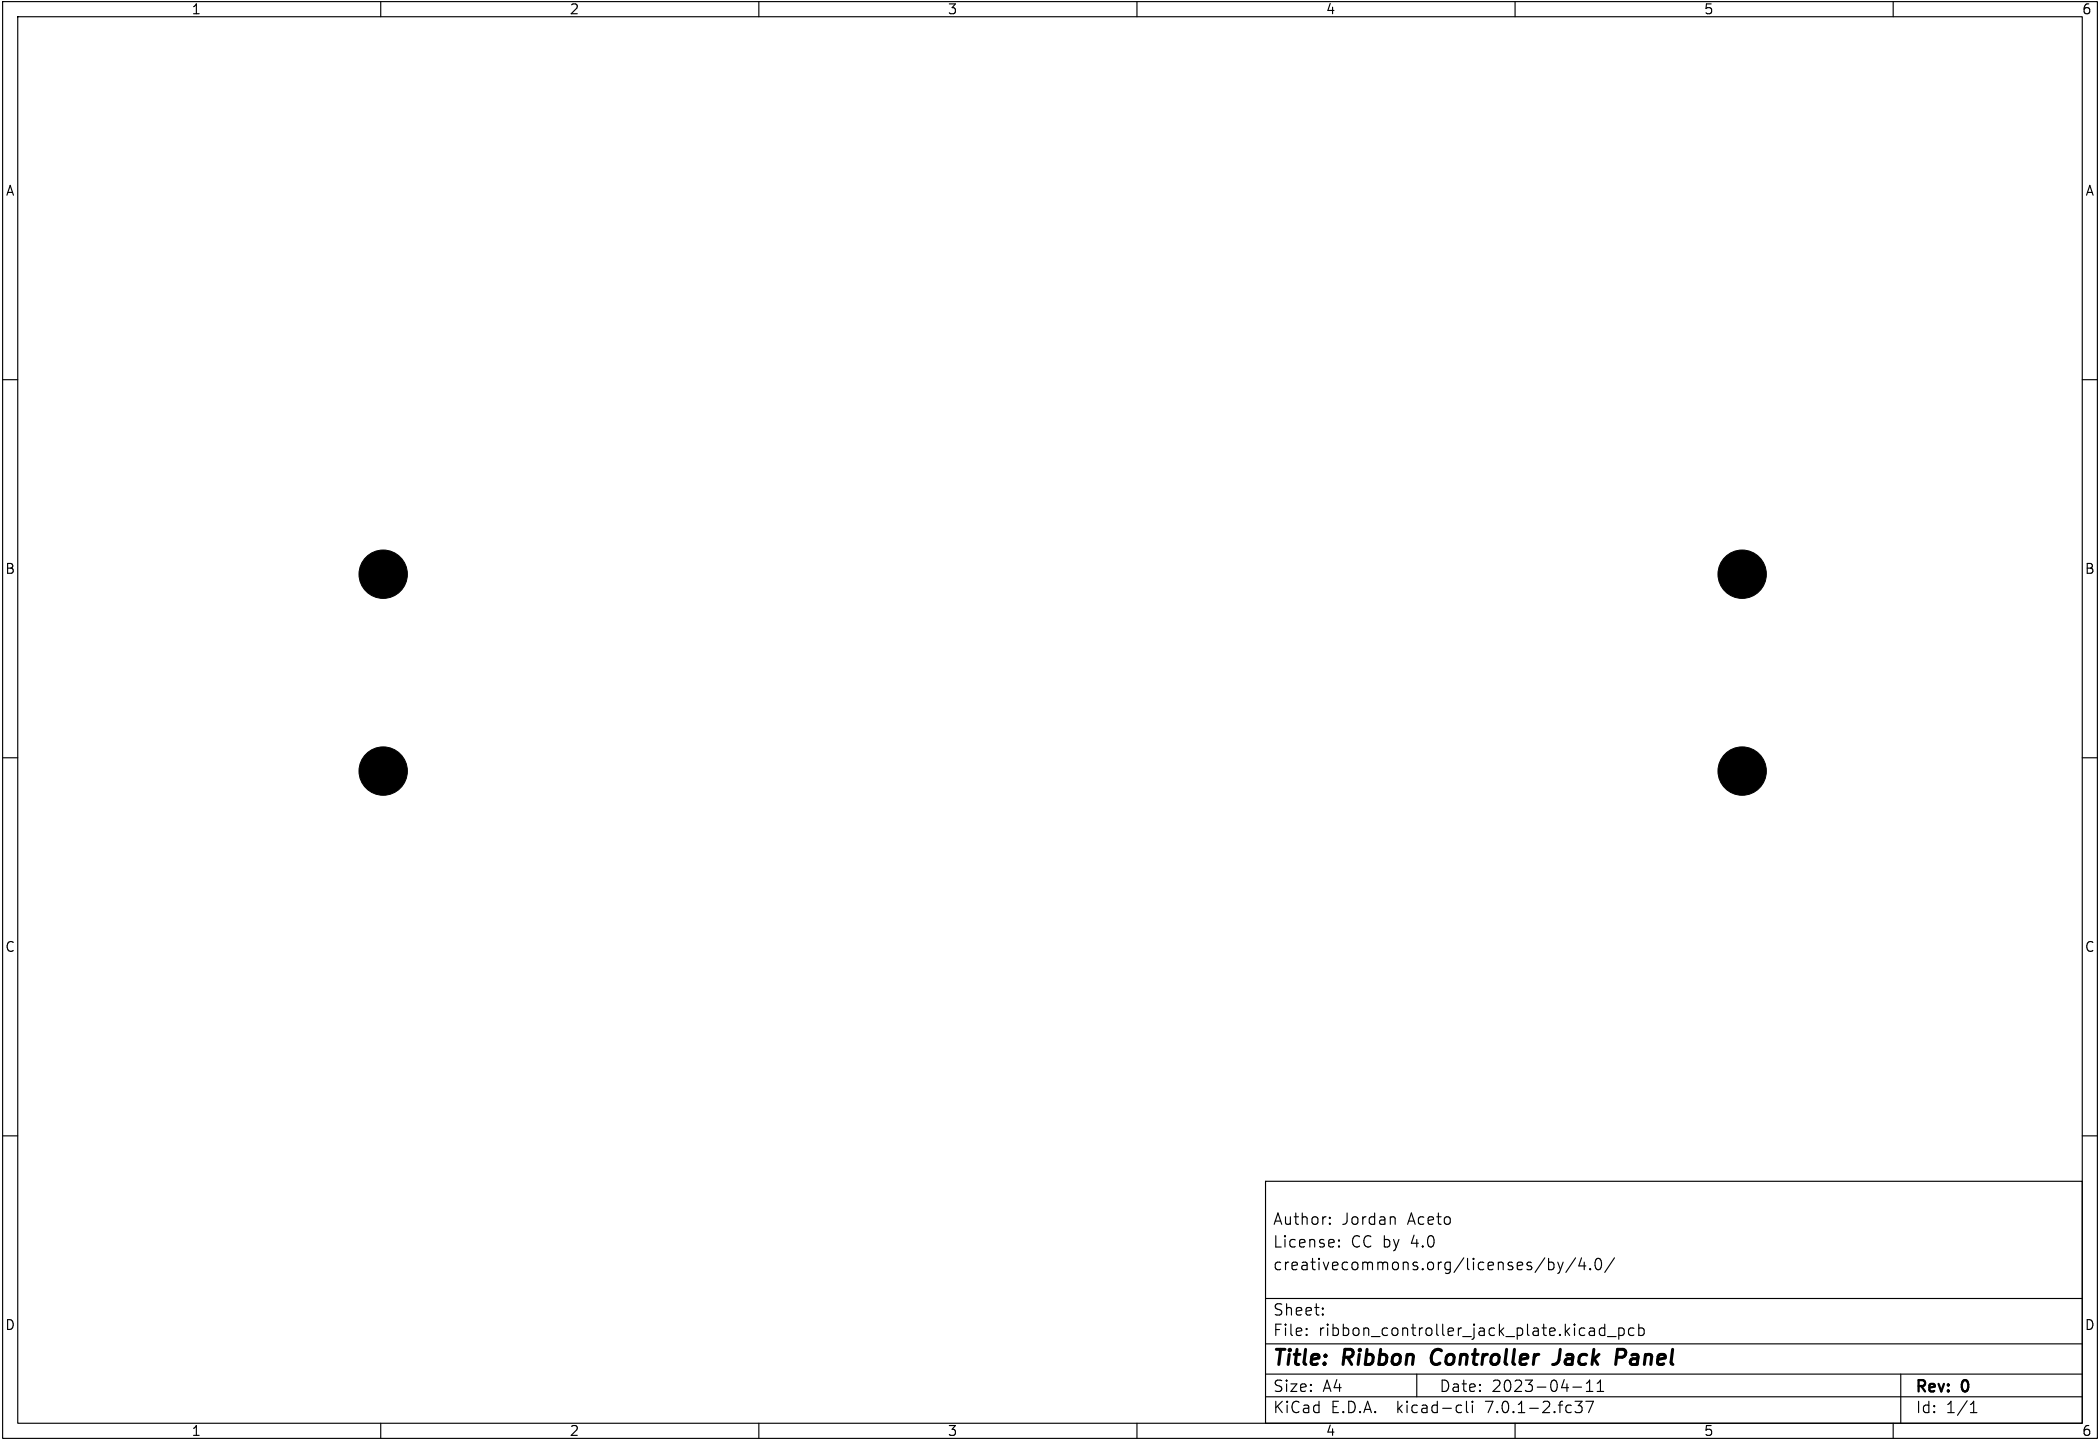 1 2 3 4 5 6
A A
B B
C C
Author: Jordan Aceto
License: CC by 4.0
creativecommons.org/licenses/by/4.0/
Sheet:
File: ribbon_controller_jack_plate.kicad_pcb
D D
Title: Ribbon Controller Jack Panel
Size: A4 Date: 2023-04-11 Rev: 0
KiCad E.D.A. kicad-cli 7.0.1-2.fc37 Id: 1/1
1 2 3 4 5 6